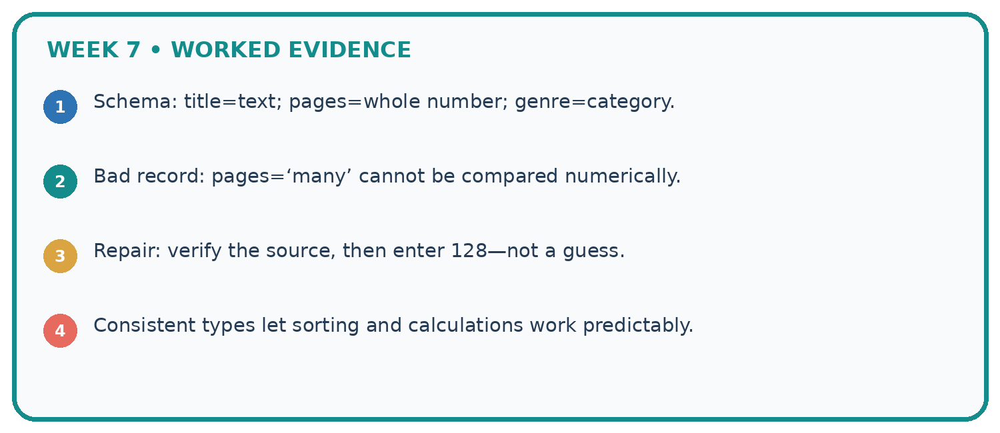 WEEK 7 • WORKED EVIDENCE
1 Schema: title=text; pages=whole number; genre=category.
2 Bad record: pages=‘many’ cannot be compared numerically.
3 Repair: verify the source, then enter 128—not a guess.
4 Consistent types let sorting and calculations work predictably.